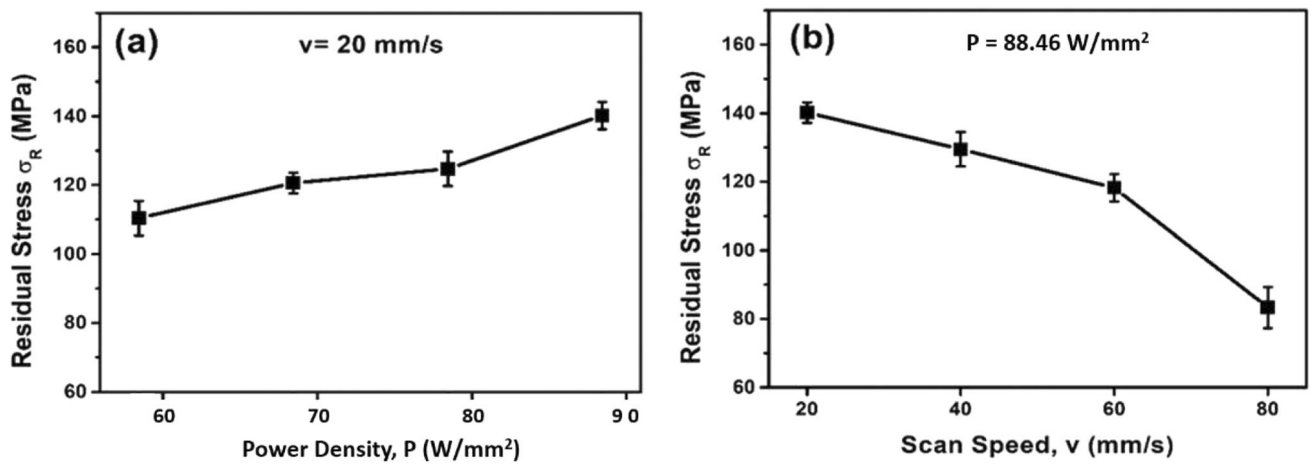 (a)
v= 20 mm/s
160
140
120
100
80
60
Residual Stress σR (MPa)
60 70 80 9 0
Power Density, P (W/mm²)
(b)
P = 88.46 W/mm²
160
140
120
100
80
60
Residual Stress σR (MPa)
20 40 60 80
Scan Speed, v (mm/s)